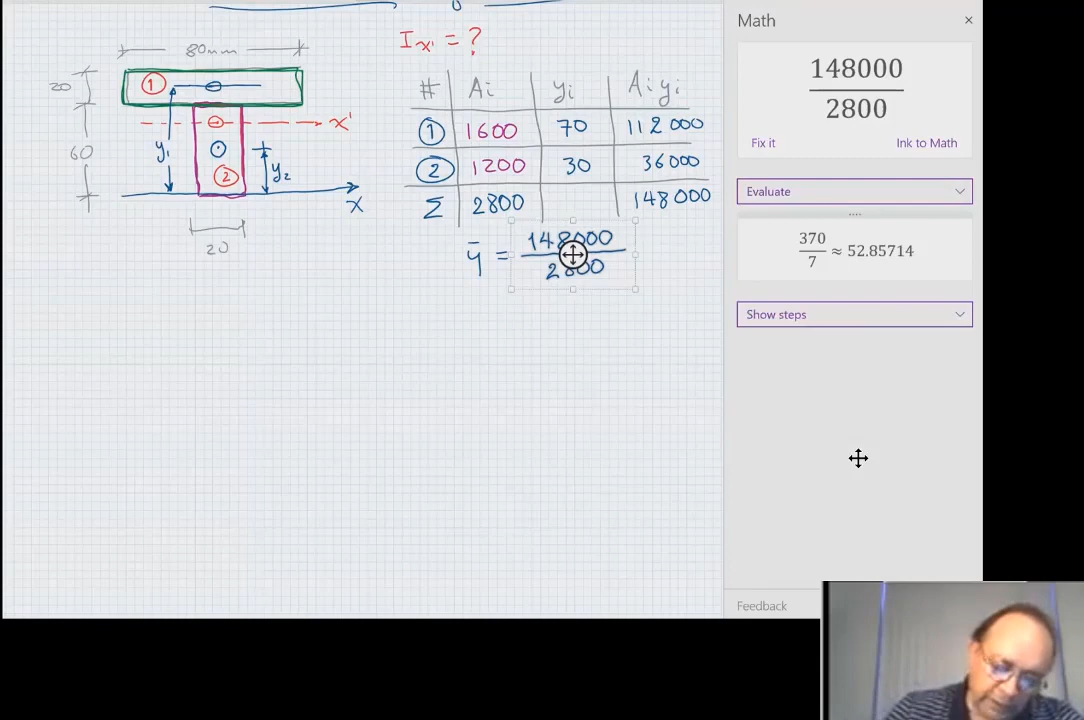 Ix' = ?
80mm
20
60
20
①
②
x'
x
y₁
y₂
# Ai yi Aiyi
① 1600 70 112 000
② 1200 30 36000
Σ 2800 148 000
ȳ = 148000 / 2800
Math
148000 / 2800
Fix it Ink to Math
Evaluate
370 / 7 ≈ 52.85714
Show steps
Feedback